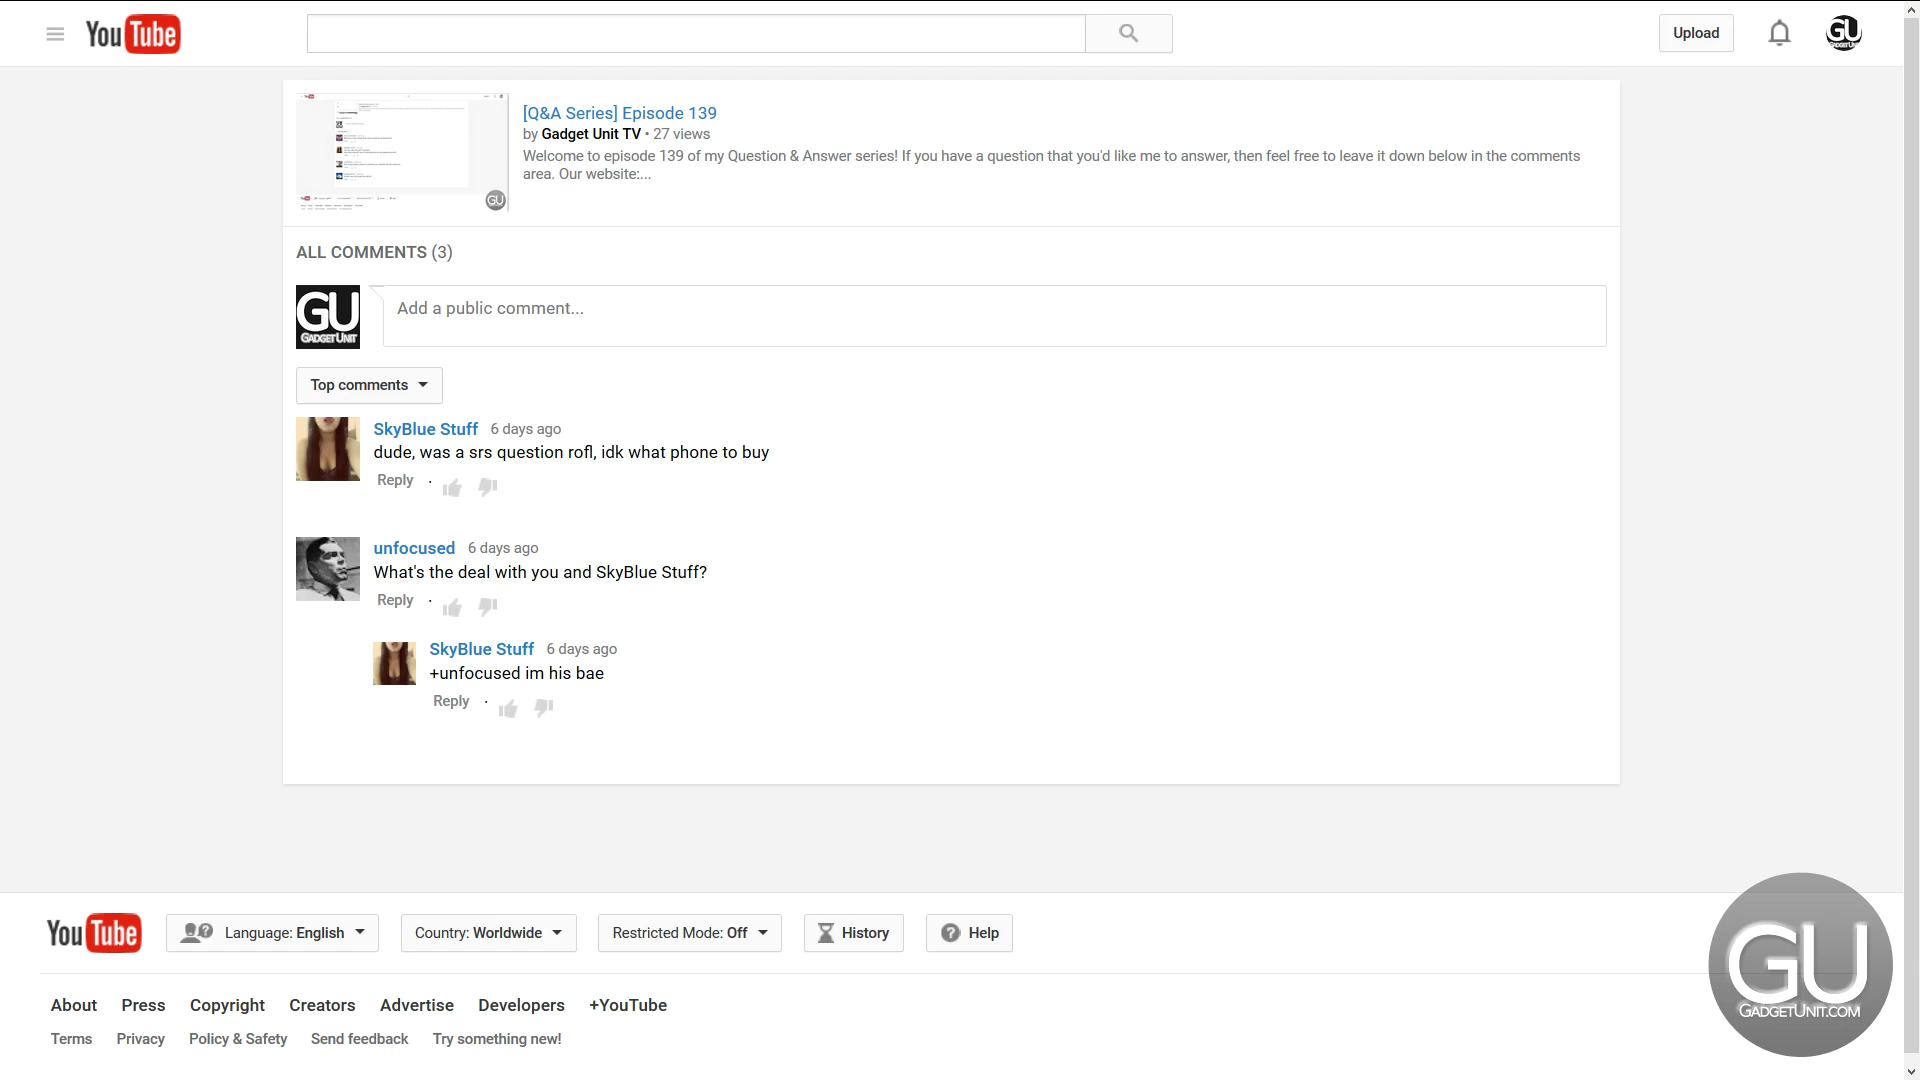 YouTube
Upload
GU
GADGETUNIT
[Q&A Series] Episode 139
by Gadget Unit TV • 27 views
Welcome to episode 139 of my Question & Answer series! If you have a question that you'd like me to answer, then feel free to leave it down below in the comments
area. Our website:...
GU
ALL COMMENTS (3)
GU
GADGETUNIT
Add a public comment...
Top comments
SkyBlue Stuff 6 days ago
dude, was a srs question rofl, idk what phone to buy
Reply
unfocused 6 days ago
What's the deal with you and SkyBlue Stuff?
Reply
SkyBlue Stuff 6 days ago
+unfocused im his bae
Reply
YouTube Language: English Country: Worldwide Restricted Mode: Off History Help
About Press Copyright Creators Advertise Developers +YouTube
Terms Privacy Policy & Safety Send feedback Try something new!
GU
GADGETUNIT.COM